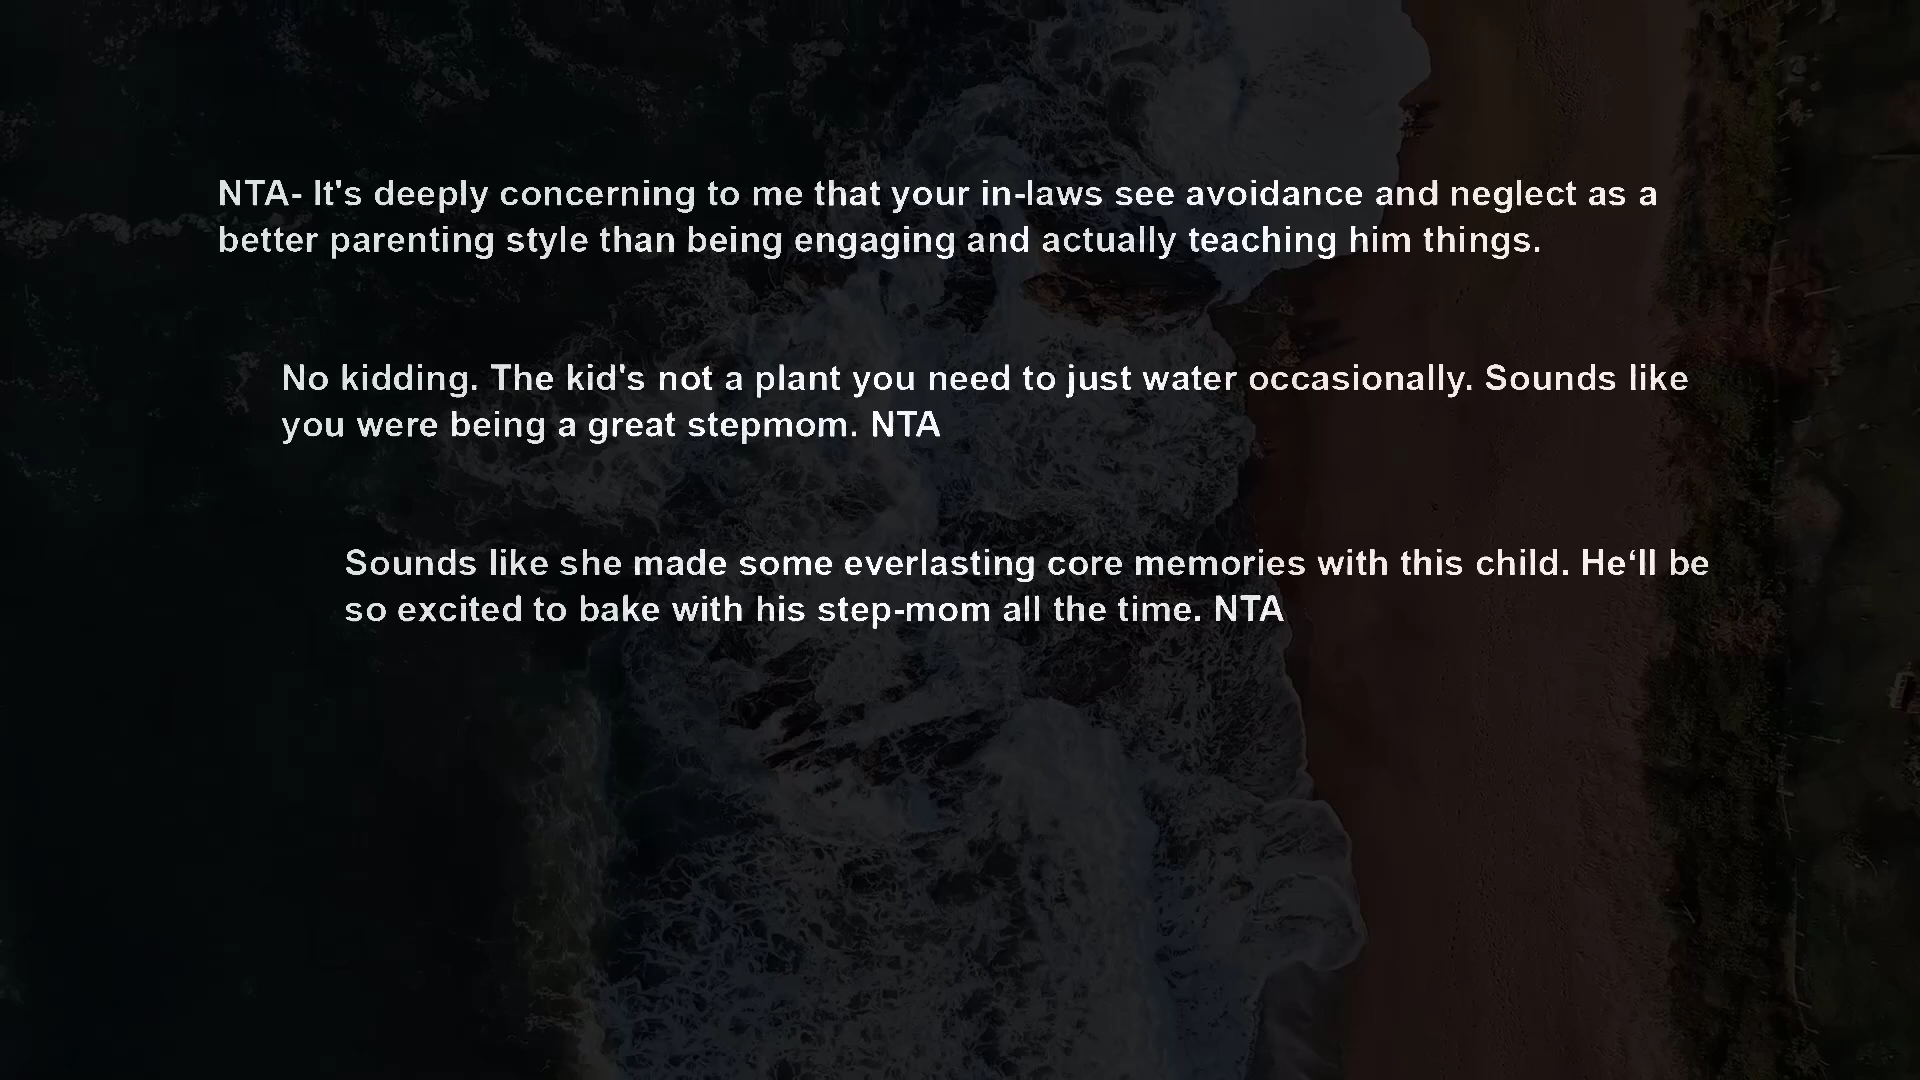 NTA- It's deeply concerning to me that your in-laws see avoidance and neglect as a
better parenting style than being engaging and actually teaching him things.
No kidding. The kid's not a plant you need to just water occasionally. Sounds like
you were being a great stepmom. NTA
Sounds like she made some everlasting core memories with this child. He‘ll be
so excited to bake with his step-mom all the time. NTA